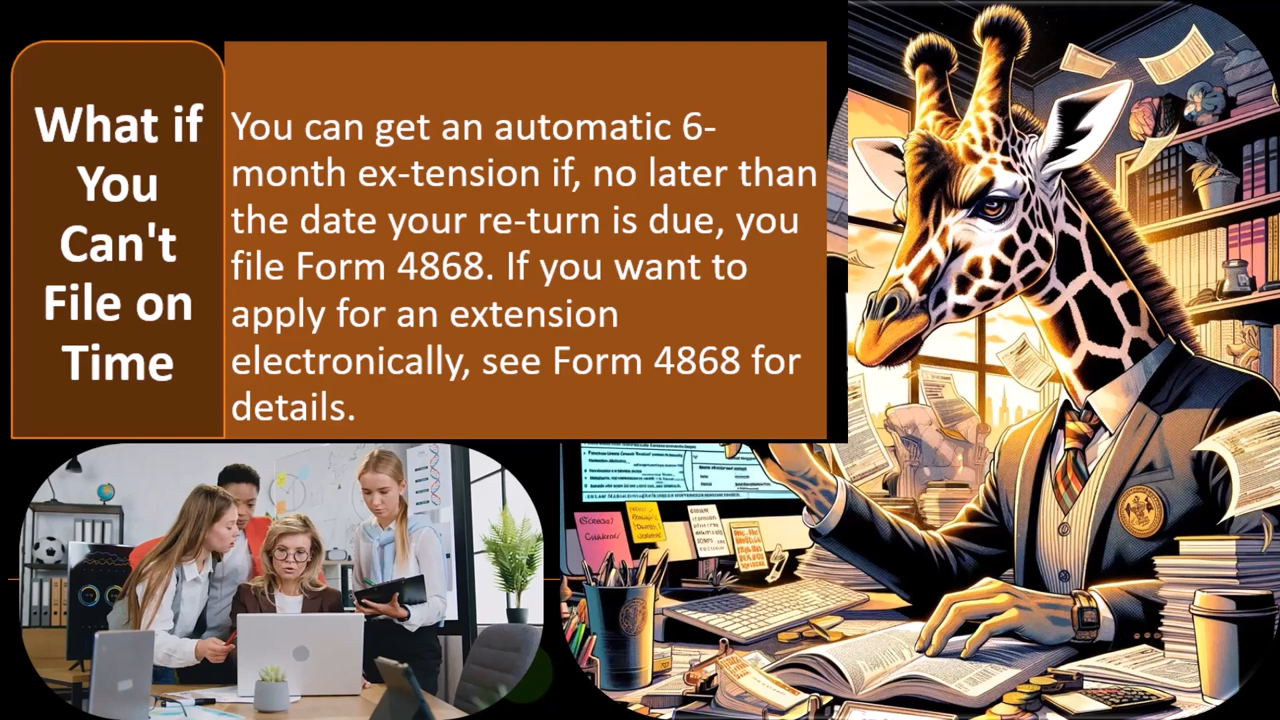 What if
You
Can't
File on
Time
You can get an automatic 6-
month ex-tension if, no later than
the date your re-turn is due, you
file Form 4868. If you want to
apply for an extension
electronically, see Form 4868 for
details.